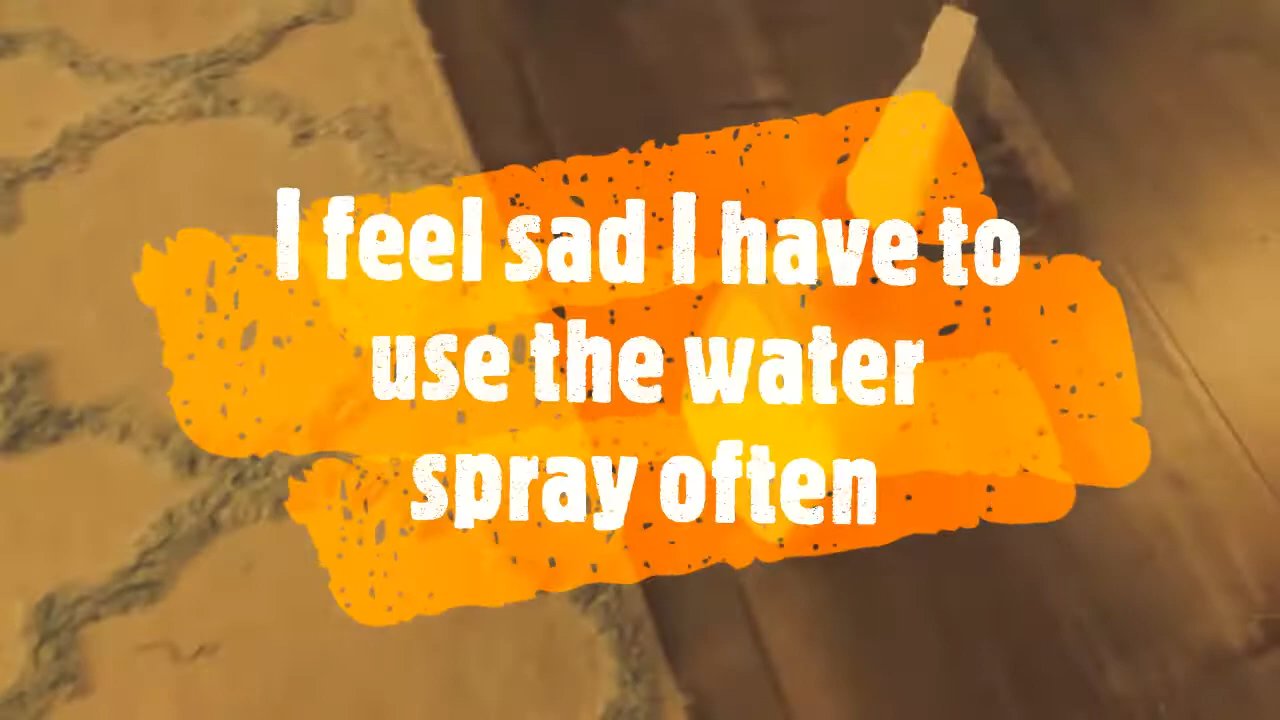 I feel sad I have to
use the water
spray often